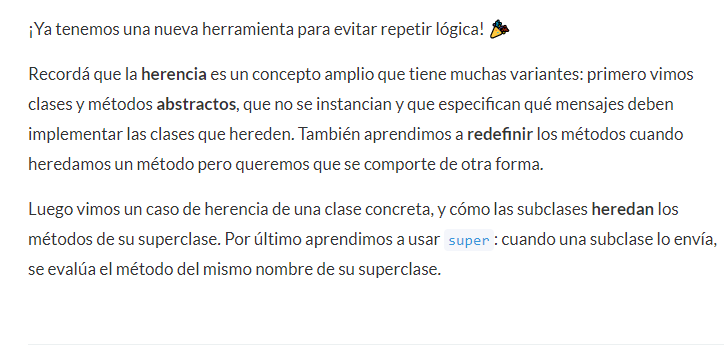 ¡Ya tenemos una nueva herramienta para evitar repetir lógica! 🎉
Recordá que la herencia es un concepto amplio que tiene muchas variantes: primero vimos
clases y métodos abstractos, que no se instancian y que especifican qué mensajes deben
implementar las clases que hereden. También aprendimos a redefinir los métodos cuando
heredamos un método pero queremos que se comporte de otra forma.
Luego vimos un caso de herencia de una clase concreta, y cómo las subclases heredan los
métodos de su superclase. Por último aprendimos a usar super: cuando una subclase lo envía,
se evalúa el método del mismo nombre de su superclase.